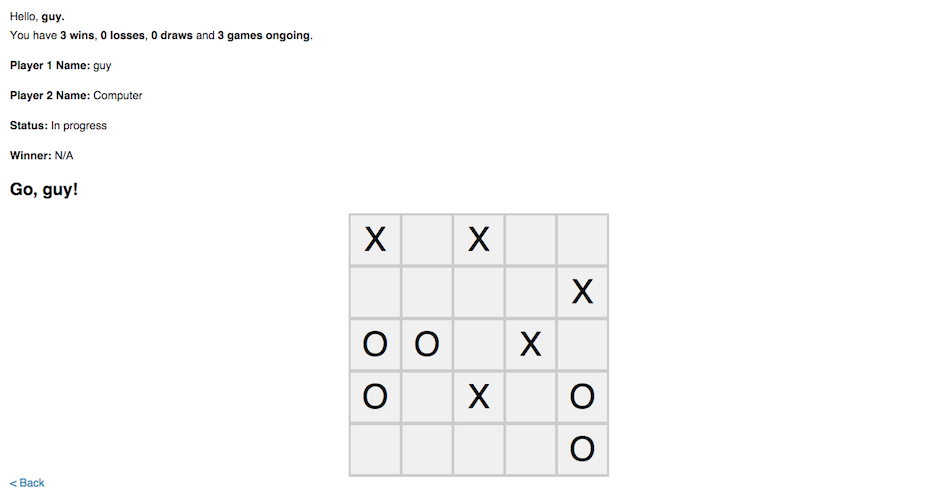 Hello, guy.
You have 3 wins, 0 losses, 0 draws and 3 games ongoing.
Player 1 Name: guy
Player 2 Name: Computer
Status: In progress
Winner: N/A
Go, guy!
X X
X
O O X
O X O
O
< Back